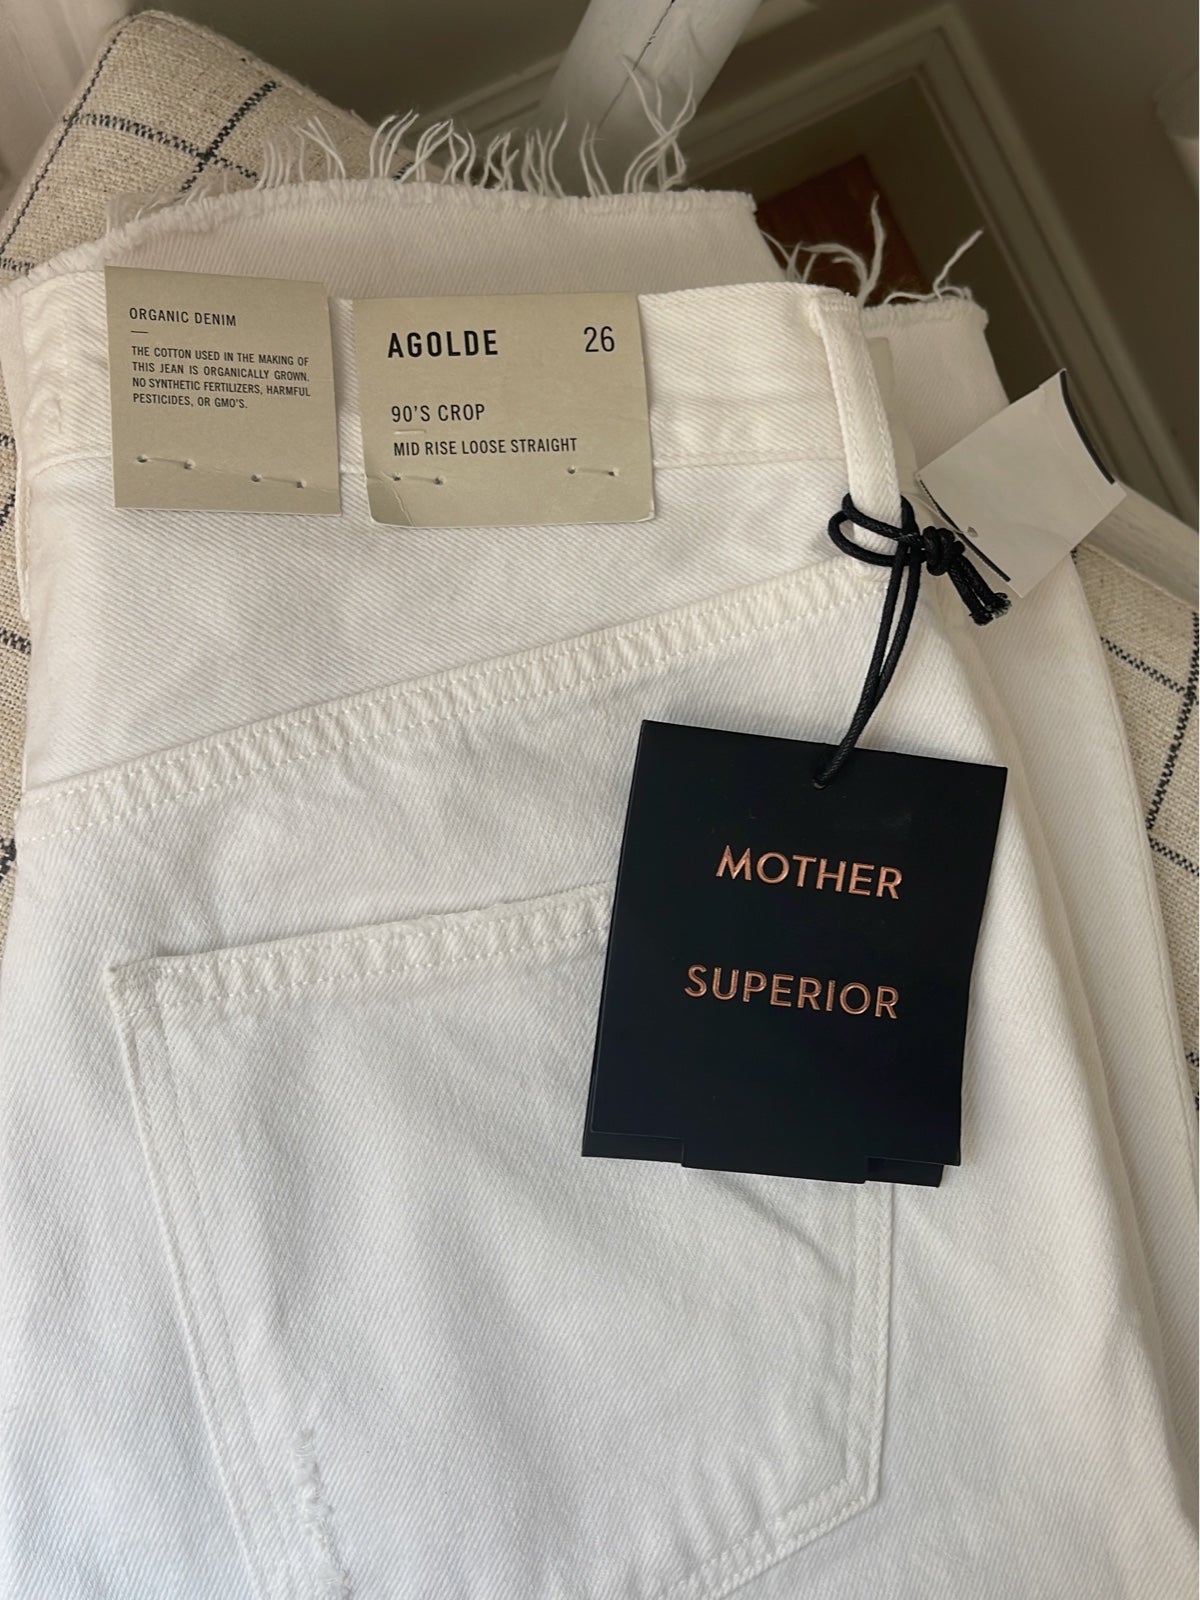 ORGANIC DENIM
THE COTTON USED IN THE MAKING OF
THIS JEAN IS ORGANICALLY GROWN.
NO SYNTHETIC FERTILIZERS, HARMFUL
PESTICIDES, OR GMO'S.
AGOLDE 26
90'S CROP
MID RISE LOOSE STRAIGHT
MOTHER
SUPERIOR